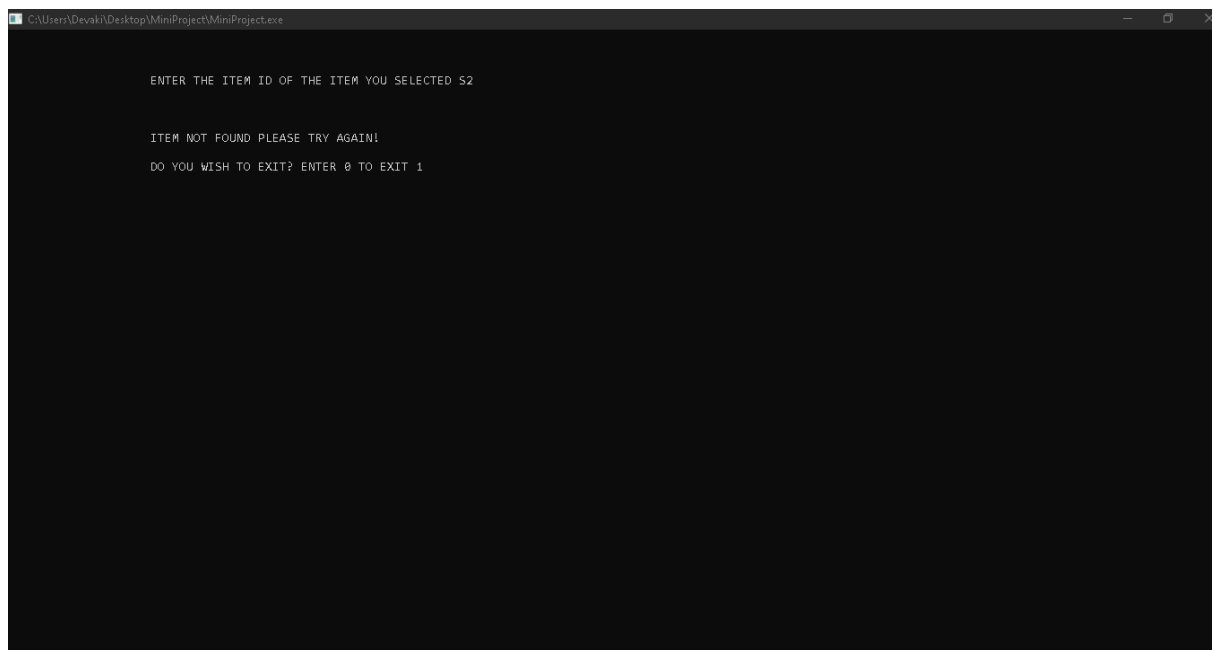 C:\Users\Devaki\Desktop\MiniProject\MiniProject.exe
ENTER THE ITEM ID OF THE ITEM YOU SELECTED S2
ITEM NOT FOUND PLEASE TRY AGAIN!
DO YOU WISH TO EXIT? ENTER 0 TO EXIT 1